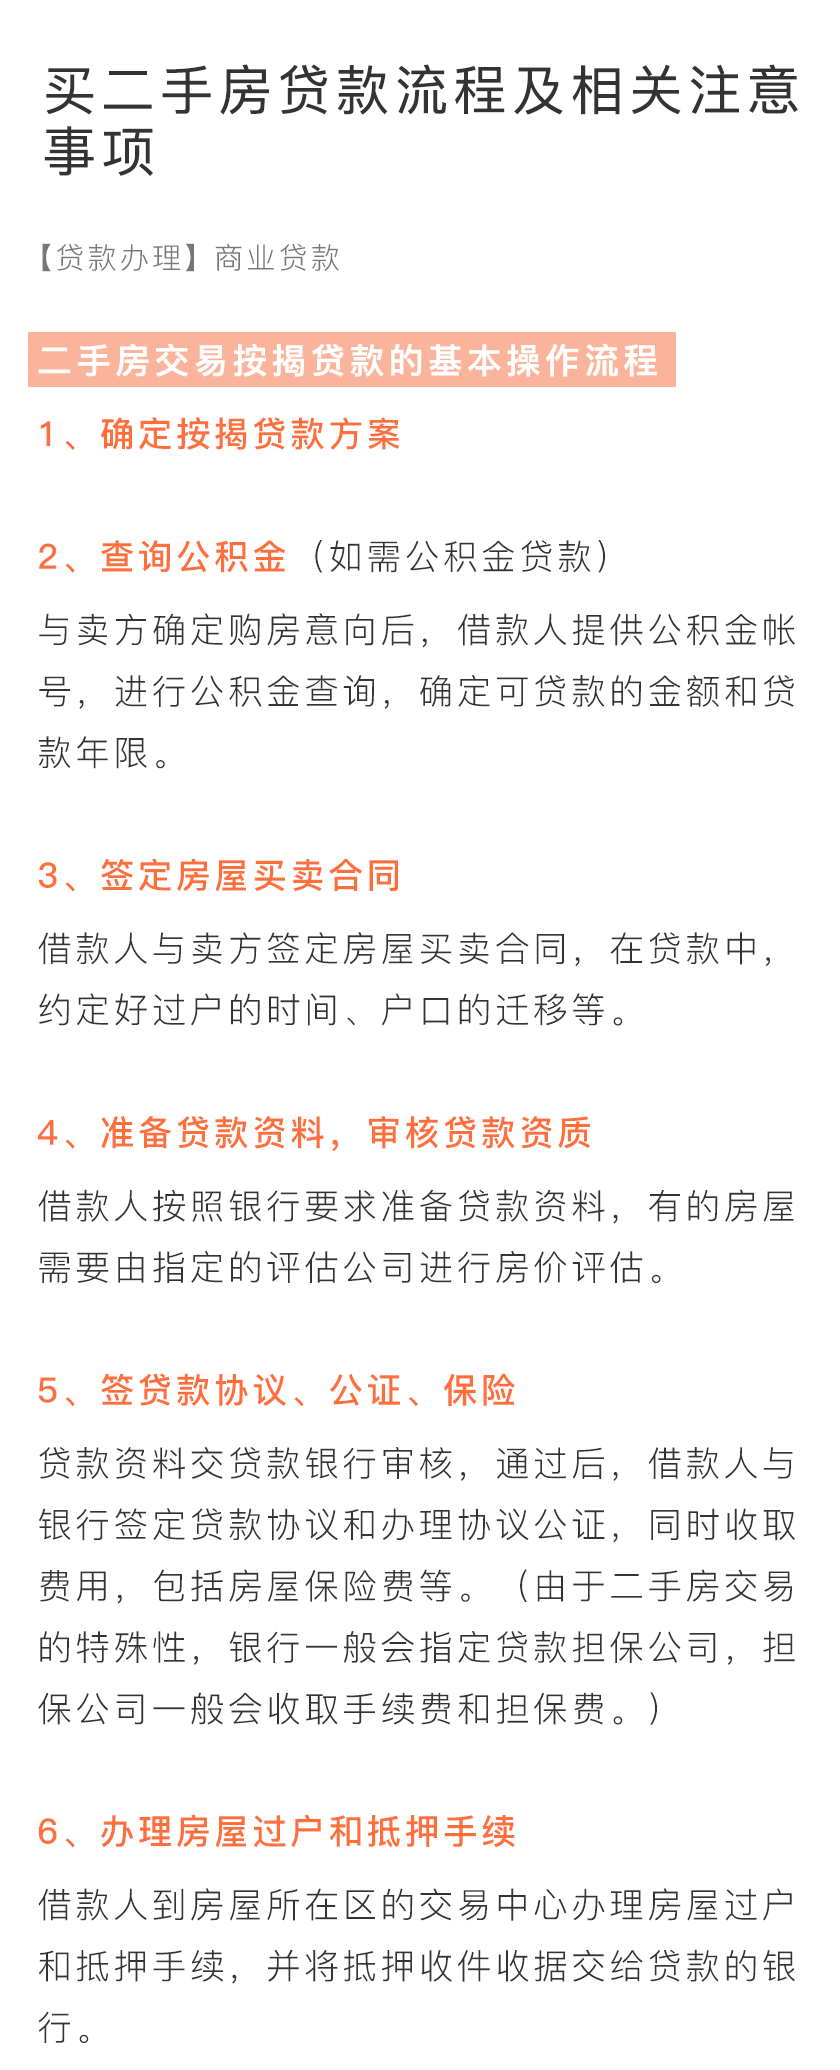 买二手房贷款流程及相关注意
事项
【贷款办理】商业贷款
二手房交易按揭贷款的基本操作流程
1、确定按揭贷款方案
2、查询公积金（如需公积金贷款）
与卖方确定购房意向后，借款人提供公积金帐
号，进行公积金查询，确定可贷款的金额和贷
款年限。
3、签定房屋买卖合同
借款人与卖方签定房屋买卖合同，在贷款中，
约定好过户的时间、户口的迁移等。
4、准备贷款资料，审核贷款资质
借款人按照银行要求准备贷款资料，有的房屋
需要由指定的评估公司进行房价评估。
5、签贷款协议、公证、保险
贷款资料交贷款银行审核，通过后，借款人与
银行签定贷款协议和办理协议公证，同时收取
费用，包括房屋保险费等。（由于二手房交易
的特殊性，银行一般会指定贷款担保公司，担
保公司一般会收取手续费和担保费。）
6、办理房屋过户和抵押手续
借款人到房屋所在区的交易中心办理房屋过户
和抵押手续，并将抵押收件收据交给贷款的银
行。